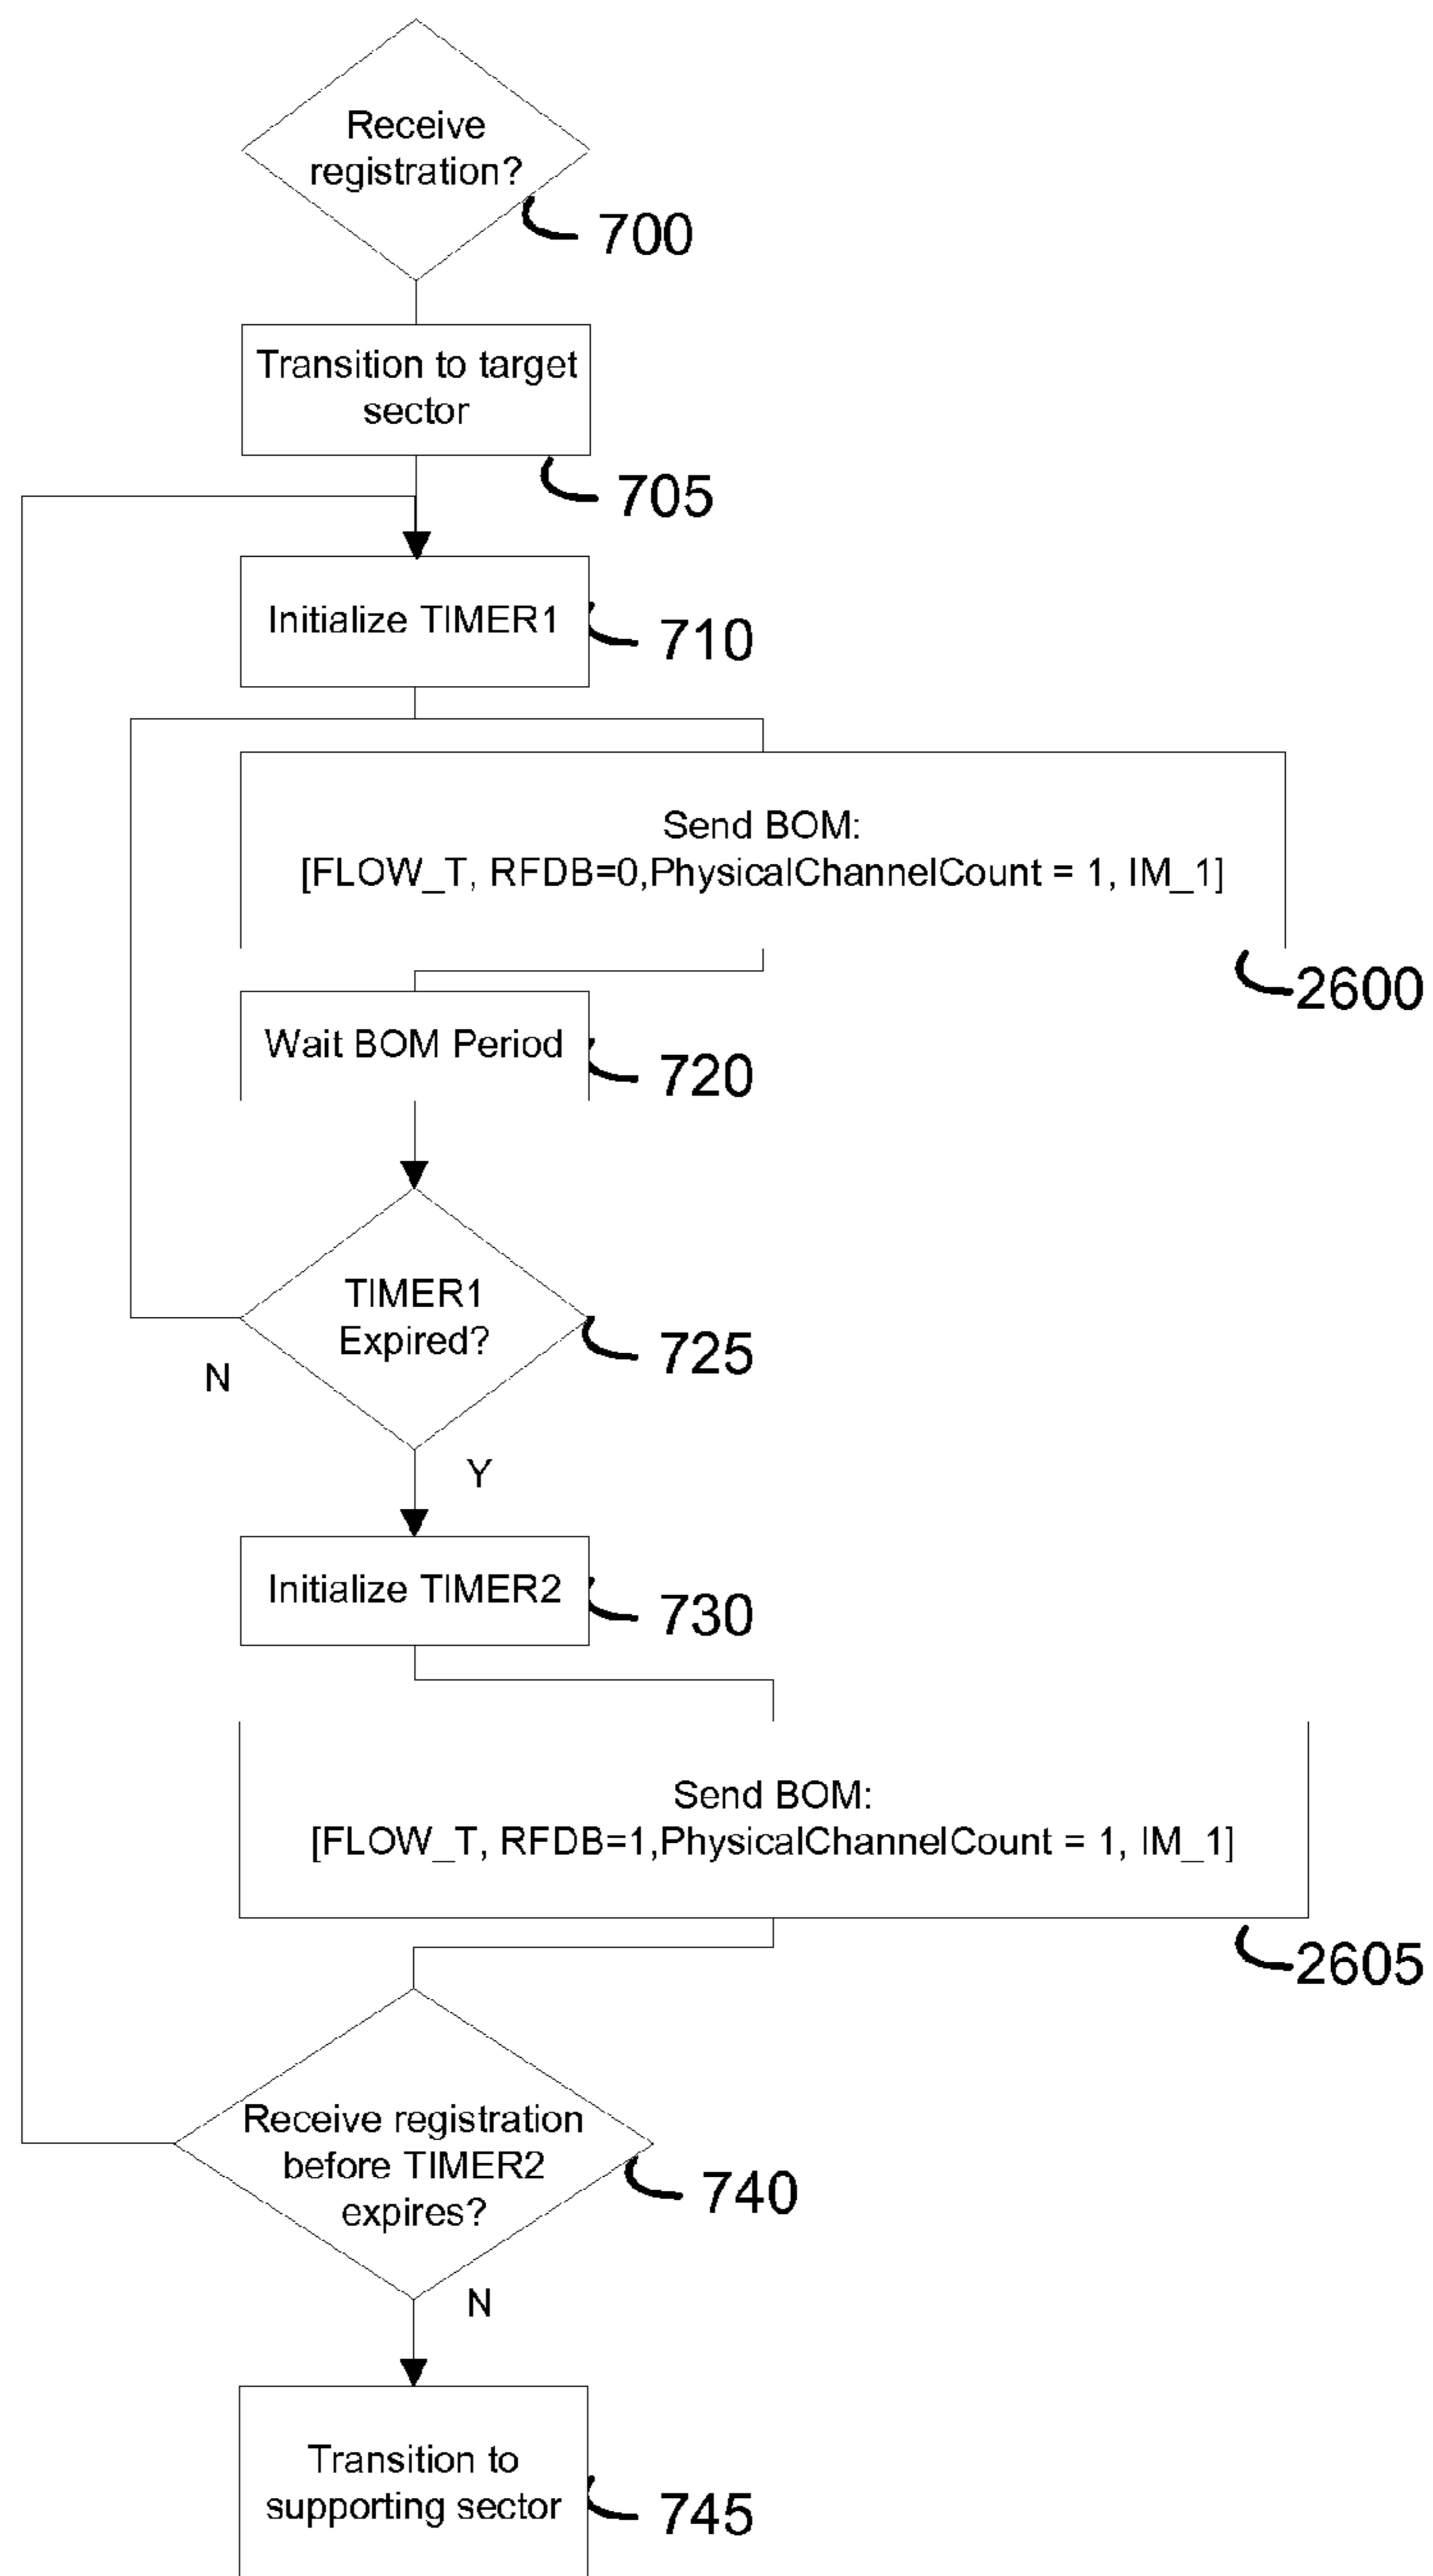 Receive
registration?
700
Transition to target
sector
705
Initialize TIMER1
710
Send BOM:
[FLOW_T, RFDB=0,PhysicalChannelCount = 1, IM_1]
2600
Wait BOM Period
720
TIMER1
Expired?
725
N
Y
Initialize TIMER2
730
Send BOM:
[FLOW_T, RFDB=1,PhysicalChannelCount = 1, IM_1]
2605
Receive registration
before TIMER2
expires?
740
N
Transition to
supporting sector
745